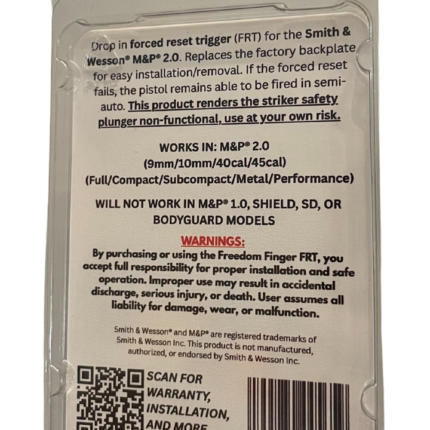 Drop in forced reset trigger (FRT) for the Smith &
Wesson® M&P® 2.0. Replaces the factory backplate
for easy installation/removal. If the forced reset
fails, the pistol remains able to be fired in semi-
auto. This product renders the striker safety
plunger non-functional, use at your own risk.
WORKS IN: M&P® 2.0
(9mm/10mm/40cal/45cal)
(Full/Compact/Subcompact/Metal/Performance)
WILL NOT WORK IN M&P® 1.0, SHIELD, SD, OR
BODYGUARD MODELS
WARNINGS:
By purchasing or using the Freedom Finger FRT, you
accept full responsibility for proper installation and safe
operation. Improper use may result in accidental
discharge, serious injury, or death. User assumes all
liability for damage, wear, or malfunction.
Smith & Wesson® and M&P® are registered trademarks of
Smith & Wesson Inc. This product is not manufactured,
authorized, or endorsed by Smith & Wesson Inc.
SCAN FOR
WARRANTY,
INSTALLATION,
AND MORE